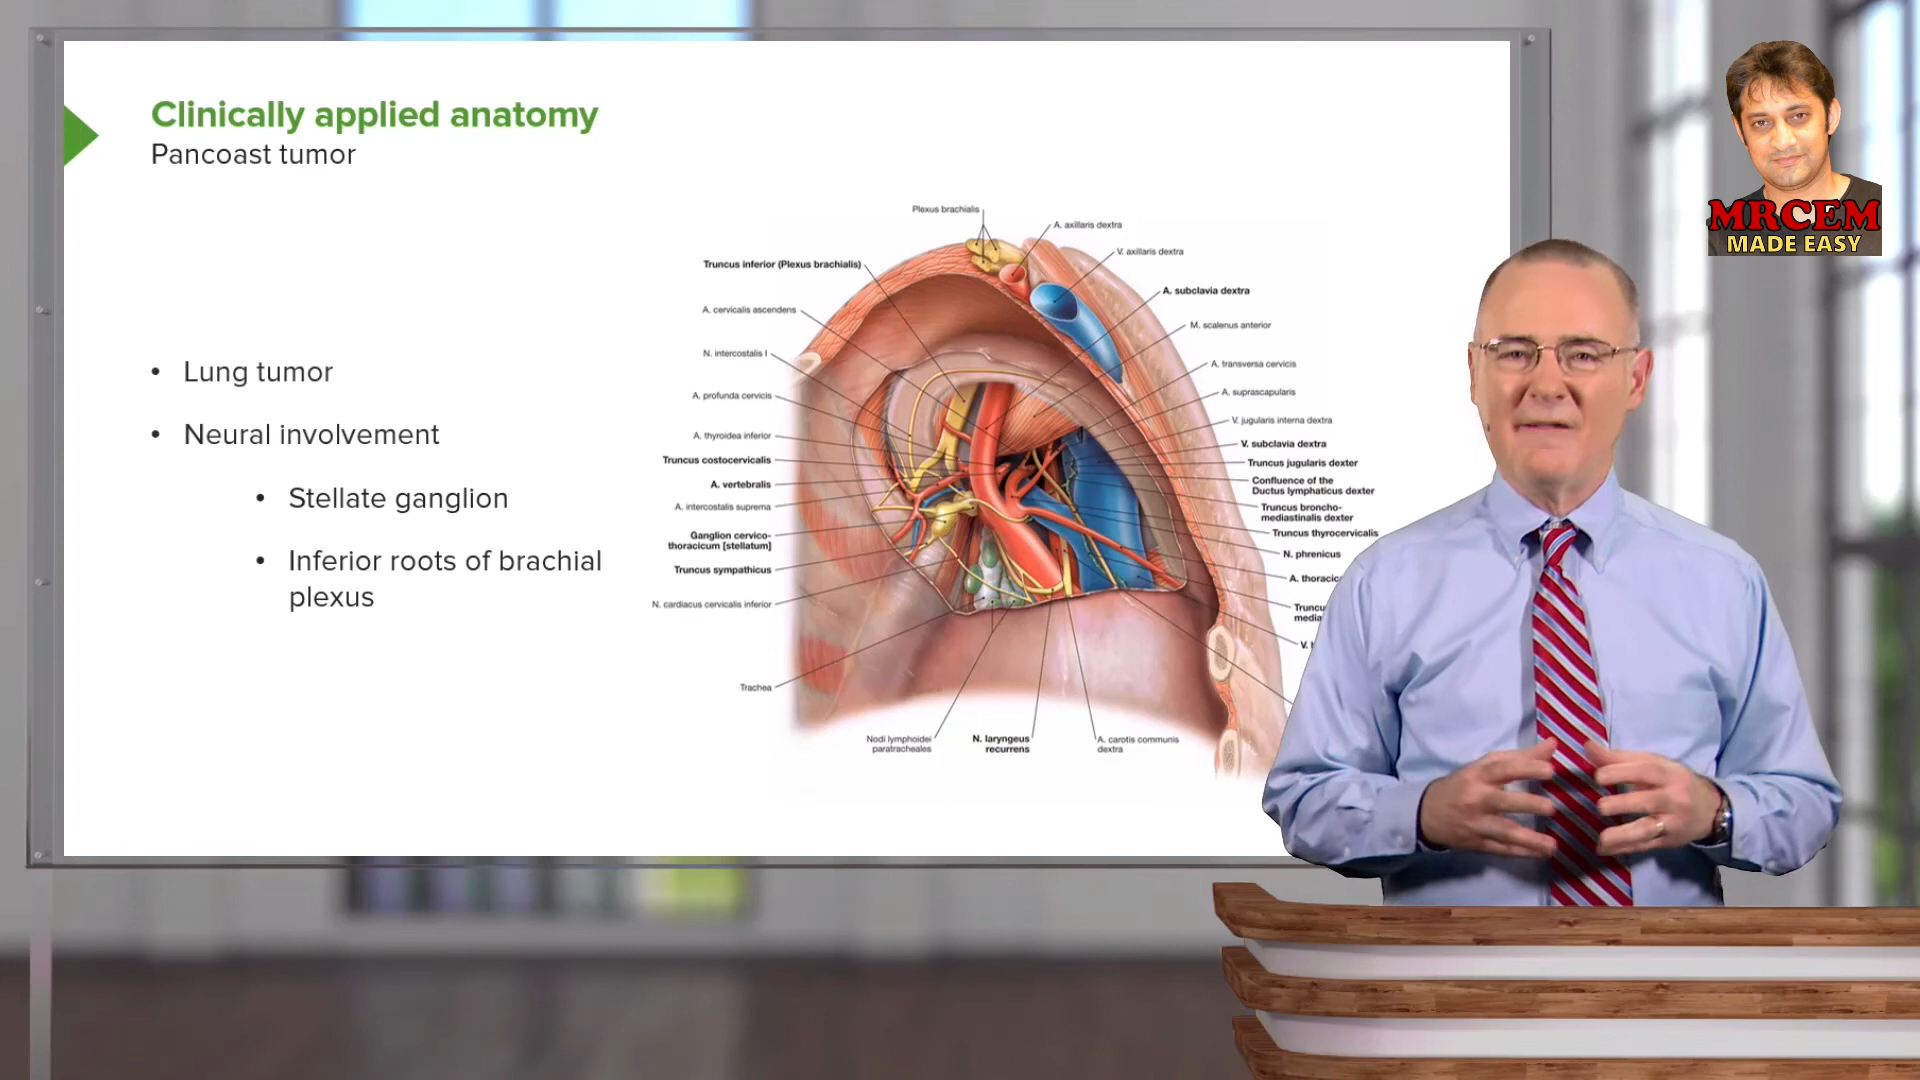 Clinically applied anatomy
Pancoast tumor
MRCEM
MADE EASY
• Lung tumor
• Neural involvement
• Stellate ganglion
• Inferior roots of brachial
plexus
Plexus brachialis
Truncus inferior (Plexus brachialis)
A. cervicalis ascendens
N. intercostalis I
A. profunda cervicis
A. thyroidea inferior
Truncus costocervicalis
A. vertebralis
A. intercostalis suprema
Ganglion cervico-
thoracicum [stellatum]
Truncus sympathicus
N. cardiacus cervicalis inferior
Trachea
Nodi lymphoidei
paratracheales
N. laryngeus
recurrens
A. carotis communis
dextra
A. axillaris dextra
V. axillaris dextra
A. subclavia dextra
M. scalenus anterior
A. transversa cervicis
A. suprascapularis
V. jugularis interna dextra
V. subclavia dextra
Truncus jugularis dexter
Confluence of the
Ductus lymphaticus dexter
Truncus broncho-
mediastinalis dexter
Truncus thyrocervicalis
N. phrenicus
A. thoracic
Truncu
media
V.